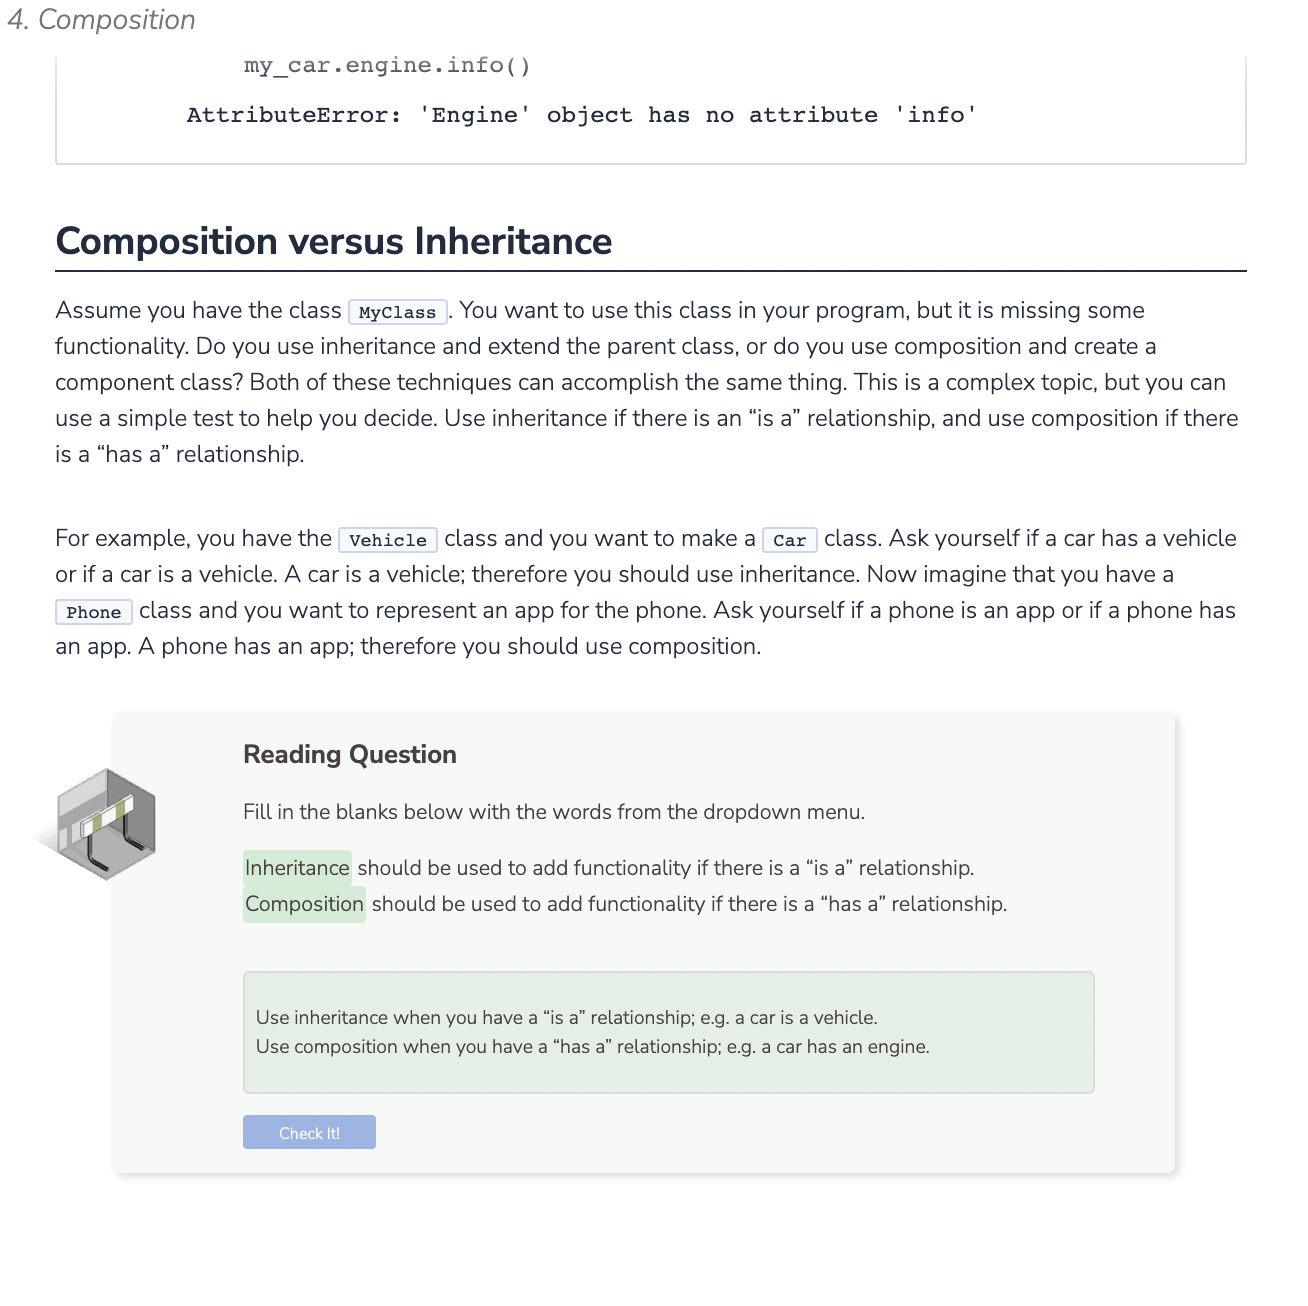 4. Composition
my_car.engine.info()
AttributeError: 'Engine' object has no attribute 'info'
Composition versus Inheritance
Assume you have the class MyClass. You want to use this class in your program, but it is missing some
functionality. Do you use inheritance and extend the parent class, or do you use composition and create a
component class? Both of these techniques can accomplish the same thing. This is a complex topic, but you can
use a simple test to help you decide. Use inheritance if there is an “is a” relationship, and use composition if there
is a “has a” relationship.
For example, you have the Vehicle class and you want to make a Car class. Ask yourself if a car has a vehicle
or if a car is a vehicle. A car is a vehicle; therefore you should use inheritance. Now imagine that you have a
Phone class and you want to represent an app for the phone. Ask yourself if a phone is an app or if a phone has
an app. A phone has an app; therefore you should use composition.
Reading Question
Fill in the blanks below with the words from the dropdown menu.
Inheritance should be used to add functionality if there is a “is a” relationship.
Composition should be used to add functionality if there is a “has a” relationship.
Use inheritance when you have a “is a” relationship; e.g. a car is a vehicle.
Use composition when you have a “has a” relationship; e.g. a car has an engine.
Check It!